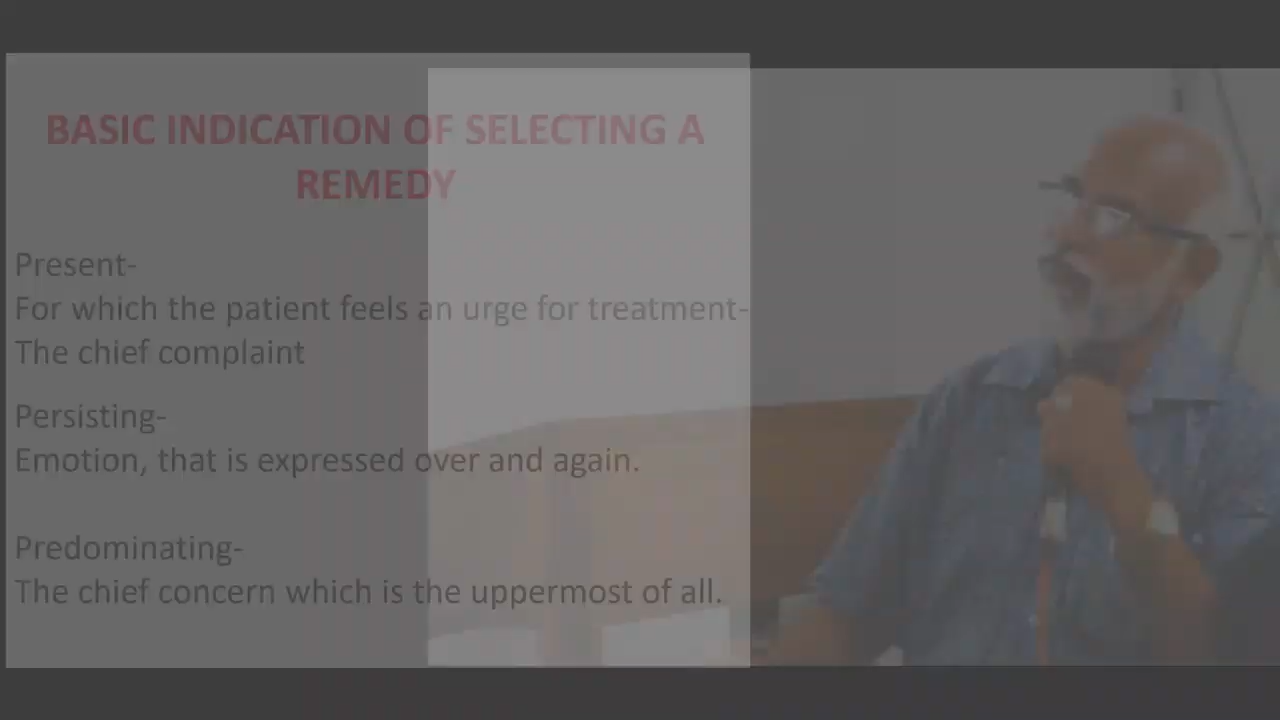 BASIC INDICATION OF SELECTING A
REMEDY
Present-
For which the patient feels an urge for treatment-
The chief complaint
Persisting-
Emotion, that is expressed over and again.
Predominating-
The chief concern which is the uppermost of all.